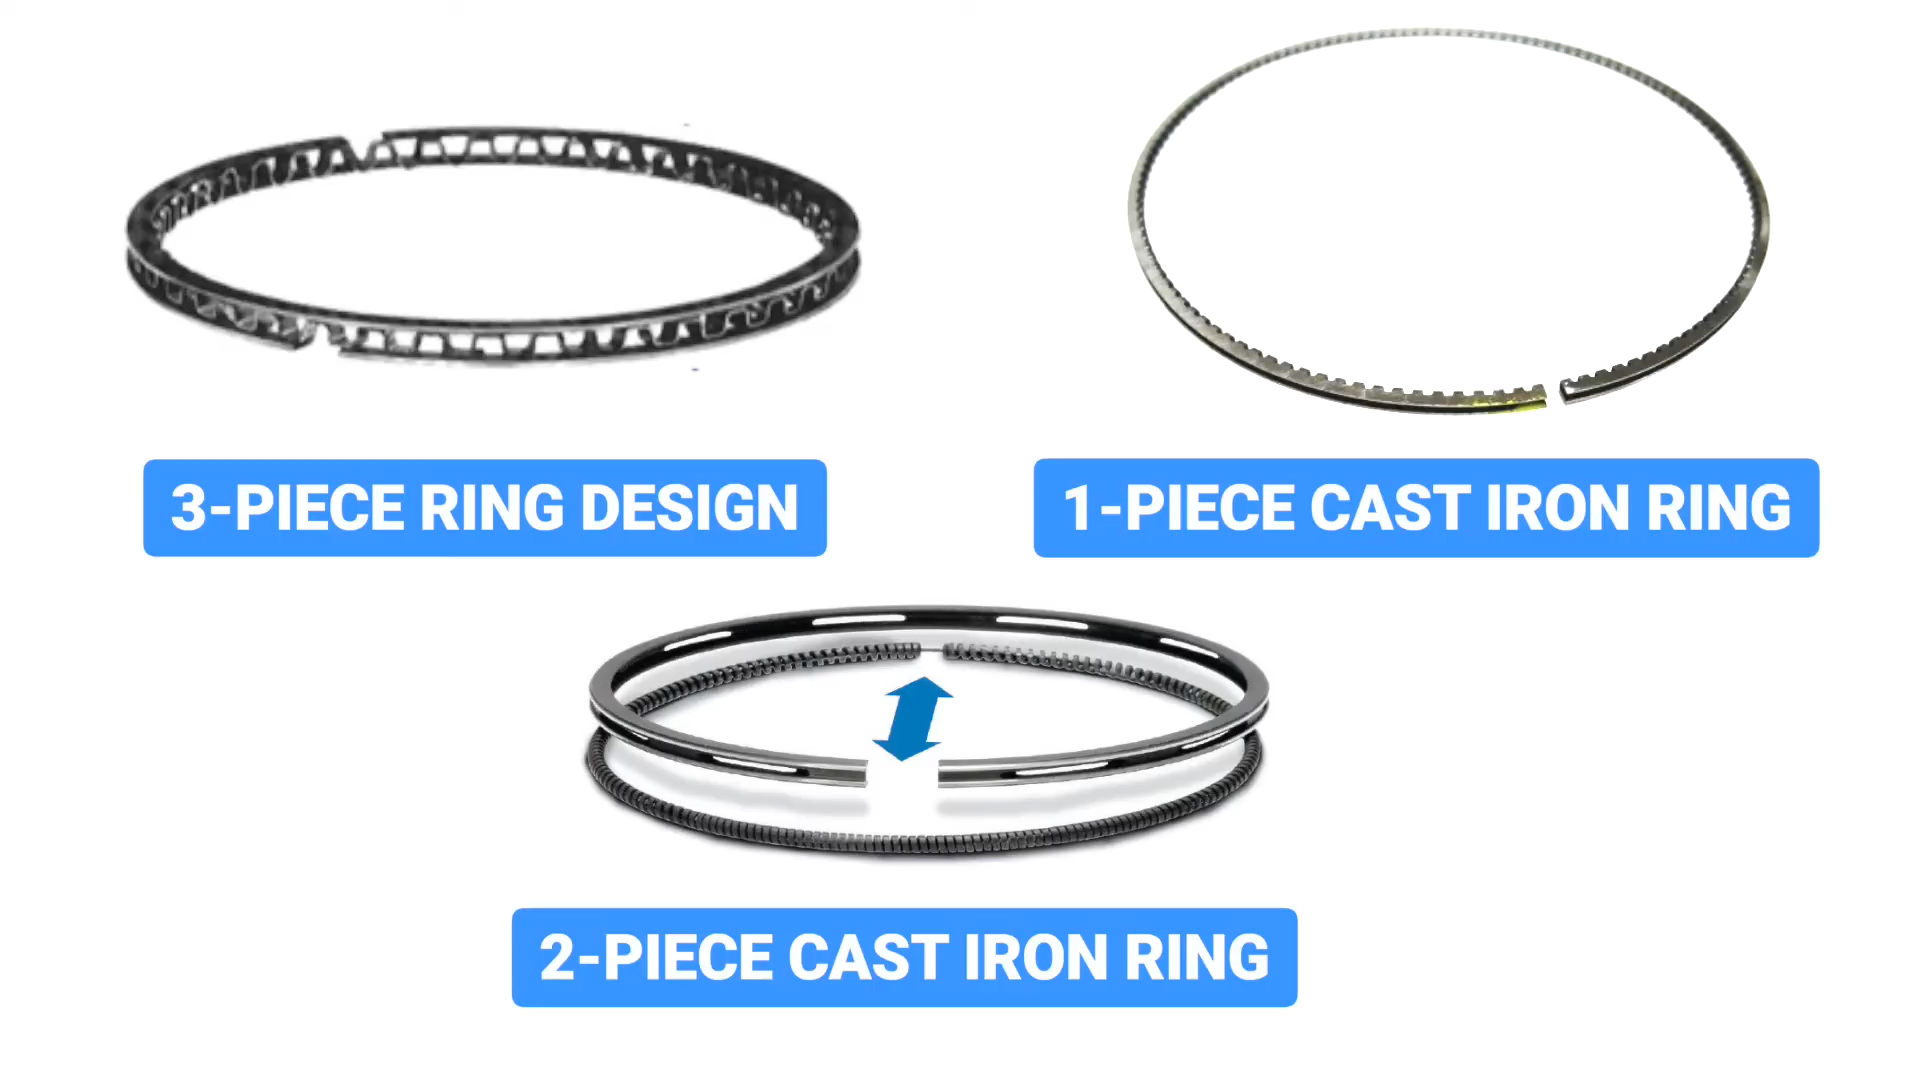 3-PIECE RING DESIGN
1-PIECE CAST IRON RING
2-PIECE CAST IRON RING